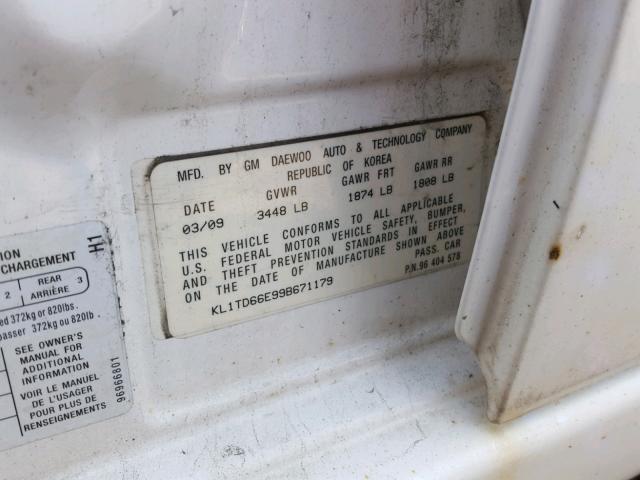 MFD. BY GM DAEWOO AUTO & TECHNOLOGY COMPANY
REPUBLIC OF KOREA
DATE GVWR GAWR FRT GAWR RR
03/09 3448 LB 1874 LB 1808 LB
THIS VEHICLE CONFORMS TO ALL APPLICABLE
U.S. FEDERAL MOTOR VEHICLE SAFETY, BUMPER,
AND THEFT PREVENTION STANDARDS IN EFFECT
ON THE DATE OF MANUFACTURE SHOWN ABOVE
PASS. CAR
KL1TD66E99B671179
P/N.96 404 578
H1
CHARGEMENT
2 REAR 3
ARRIÈRE
372kg or 820lbs.
passer 372kg ou 820lb.
SEE OWNER'S
MANUAL FOR
ADDITIONAL
INFORMATION
VOIR LE MANUEL
DE L'USAGER
POUR PLUS DE
RENSEIGNEMENTS
96966801